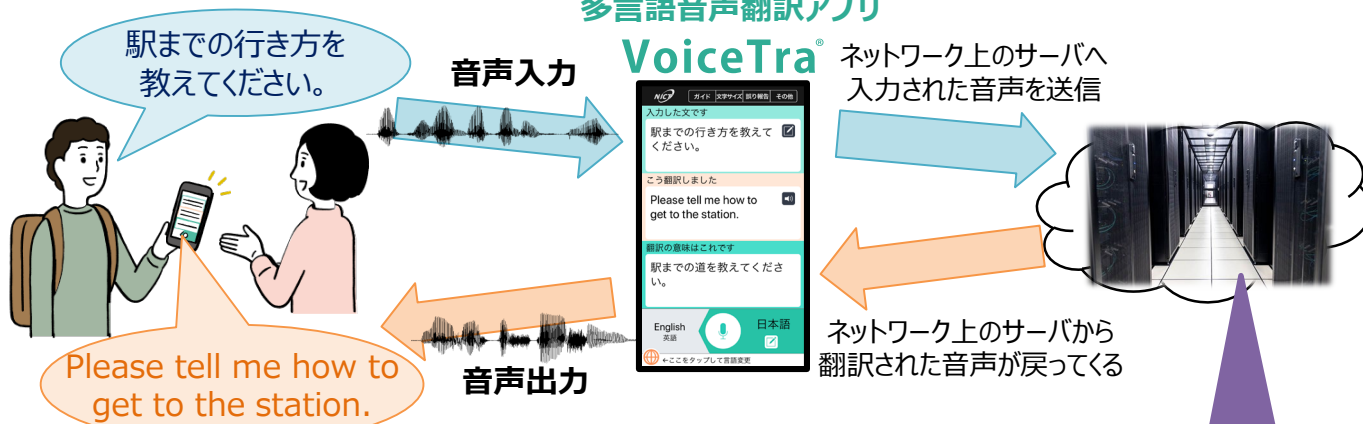 多言語音声翻訳アプリ
VoiceTra®
駅までの行き方を
教えてください。
音声入力
ネットワーク上のサーバへ
入力された音声を送信
NICT
ガイド 文字サイズ 誤り報告 その他
入力した文です
駅までの行き方を教えて
ください。
こう翻訳しました
Please tell me how to
get to the station.
翻訳の意味はこれです
駅までの道を教えてくださ
い。
English
英語
日本語
←ここをタップして言語変更
音声出力
Please tell me how to
get to the station.
ネットワーク上のサーバから
翻訳された音声が戻ってくる